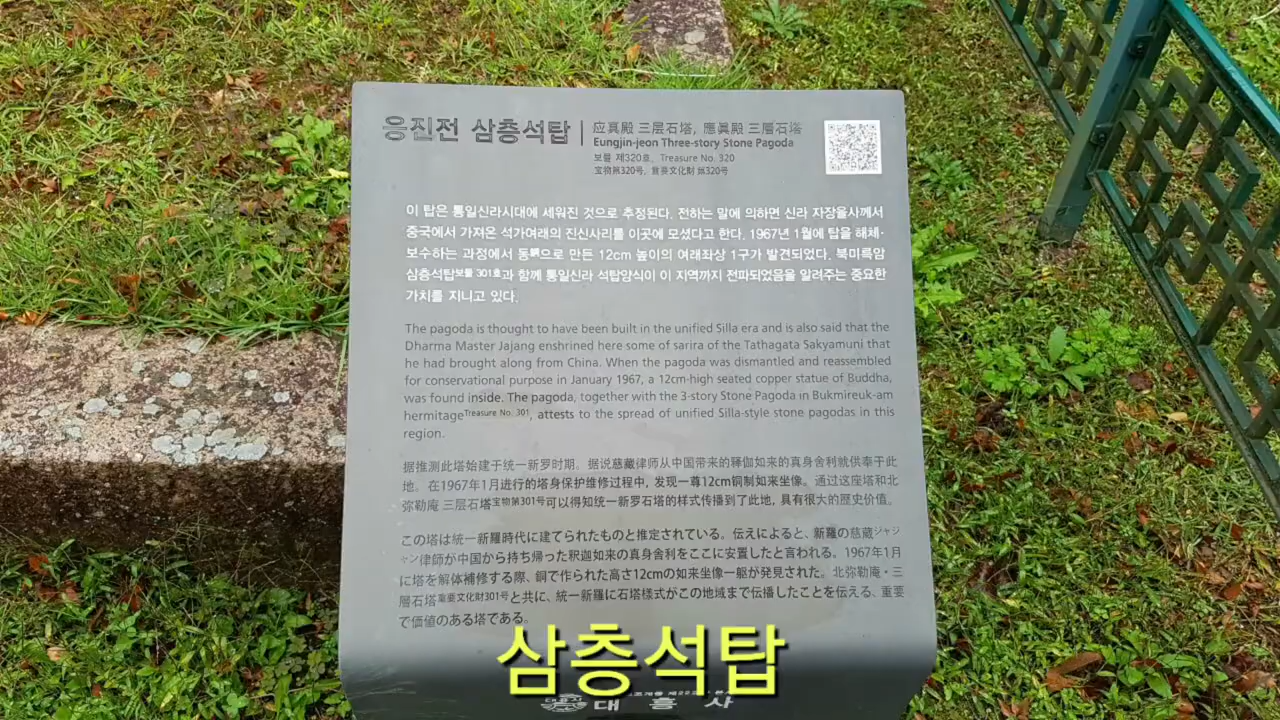 응진전 삼층석탑
应真殿 三层石塔, 應眞殿 三層石塔
Eungjin-jeon Three-story Stone Pagoda
보물 제320호, Treasure No. 320
宝物第320号, 重要文化財 第320号
이 탑은 통일신라시대에 세워진 것으로 추정된다. 전하는 말에 의하면 신라 자장율사께서
중국에서 가져온 석가여래의 진신사리를 이곳에 모셨다고 한다. 1967년 1월에 탑을 해체·
보수하는 과정에서 동銅으로 만든 12cm 높이의 여래좌상 1구가 발견되었다. 북미륵암
삼층석탑보물 301호과 함께 통일신라 석탑양식이 이 지역까지 전파되었음을 알려주는 중요한
가치를 지니고 있다.
The pagoda is thought to have been built in the unified Silla era and is also said that the
Dharma Master Jajang enshrined here some of sarira of the Tathagata Sakyamuni that
he had brought along from China. When the pagoda was dismantled and reassembled
for conservational purpose in January 1967, a 12cm-high seated copper statue of Buddha,
was found inside. The pagoda, together with the 3-story Stone Pagoda in Bukmireuk-am
hermitage Treasure No. 301, attests to the spread of unified Silla-style stone pagodas in this
region.
据推测此塔始建于统一新罗时期。据说慈藏律师从中国带来的释伽如来的真身舍利就供奉于此
地。在1967年1月进行的塔身保护维修过程中, 发现一尊12cm铜制如来坐像。通过这座塔和北
弥勒庵 三层石塔宝物第301号可以得知统一新罗石塔的样式传播到了此地, 具有很大的历史价值。
この塔は統一新羅時代に建てられたものと推定されている。伝えによると、新羅の慈蔵ジャジ
ャン律師が中国から持ち帰った釈迦如来の真身舎利をここに安置したと言われる。1967年1月
に塔を解体補修する際、銅で作られた高さ12cmの如来坐像一躯が発見された。北弥勒庵・三
層石塔重要文化財301号と共に、統一新羅に石塔様式がこの地域まで伝播したことを伝える、重要
で価値のある塔である。
삼층석탑
대흥사